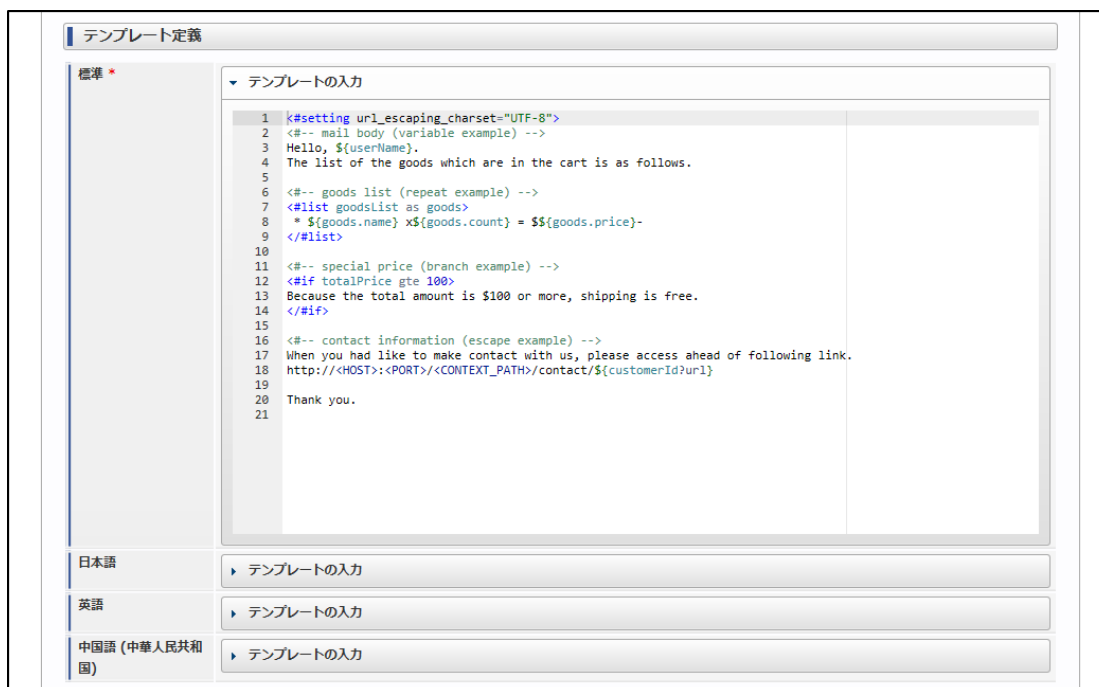 テンプレート定義
標準 *
テンプレートの入力
1 <#setting url_escaping_charset="UTF-8">
2 <#-- mail body (variable example) -->
3 Hello, ${userName}.
4 The list of the goods which are in the cart is as follows.
5
6 <#-- goods list (repeat example) -->
7 <#list goodsList as goods>
8  * ${goods.name} x${goods.count} = $${goods.price}-
9 </#list>
10
11 <#-- special price (branch example) -->
12 <#if totalPrice gte 100>
13 Because the total amount is $100 or more, shipping is free.
14 </#if>
15
16 <#-- contact information (escape example) -->
17 When you had like to make contact with us, please access ahead of following link.
18 http://<HOST>:<PORT>/<CONTEXT_PATH>/contact/${customerId?url}
19
20 Thank you.
21
日本語
テンプレートの入力
英語
テンプレートの入力
中国語 (中華人民共和
国)
テンプレートの入力